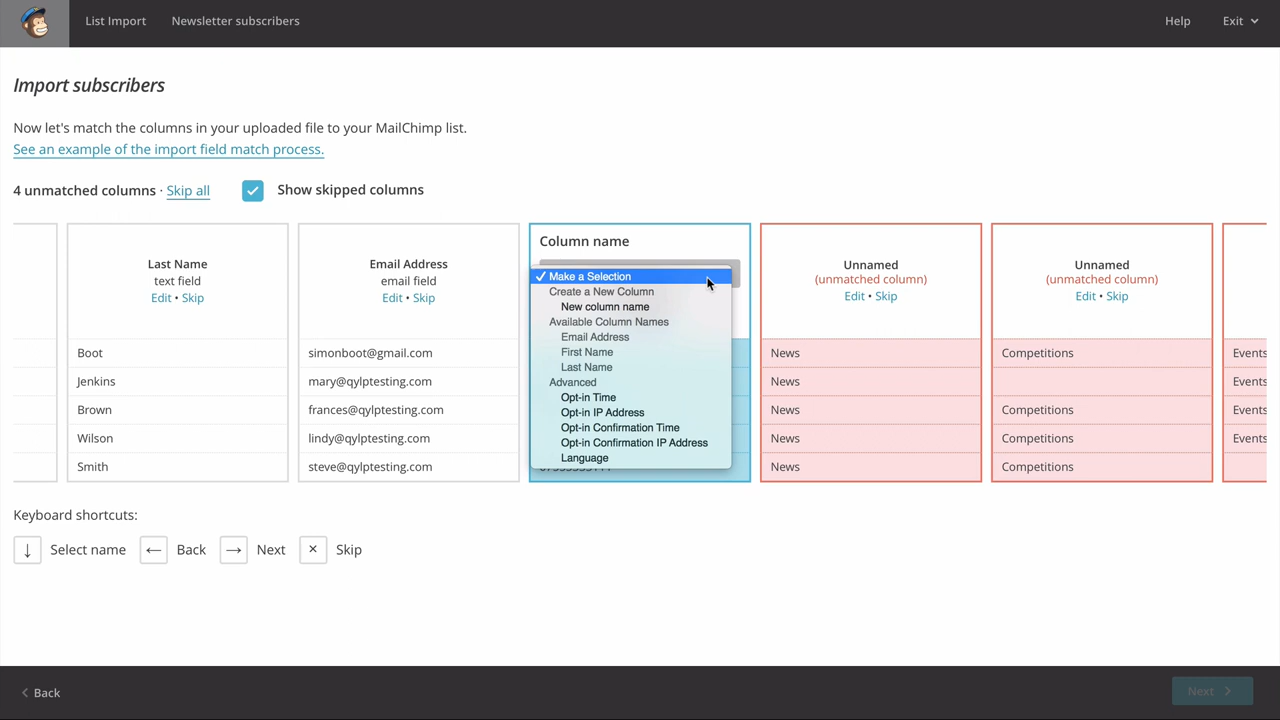 List Import
Newsletter subscribers
Help
Exit
Import subscribers
Now let's match the columns in your uploaded file to your MailChimp list.
See an example of the import field match process.
4 unmatched columns · Skip all
Show skipped columns
Last Name
text field
Edit • Skip
Boot
Jenkins
Brown
Wilson
Smith
Email Address
email field
Edit • Skip
simonboot@gmail.com
mary@qylptesting.com
frances@qylptesting.com
lindy@qylptesting.com
steve@qylptesting.com
Column name
✓ Make a Selection
Create a New Column
New column name
Available Column Names
Email Address
First Name
Last Name
Advanced
Opt-in Time
Opt-in IP Address
Opt-in Confirmation Time
Opt-in Confirmation IP Address
Language
Unnamed
(unmatched column)
Edit • Skip
News
News
News
News
News
Unnamed
(unmatched column)
Edit • Skip
Competitions
Competitions
Competitions
Competitions
Events
Events
Events
Events
Keyboard shortcuts:
↓ Select name
← Back
→ Next
× Skip
Back
Next